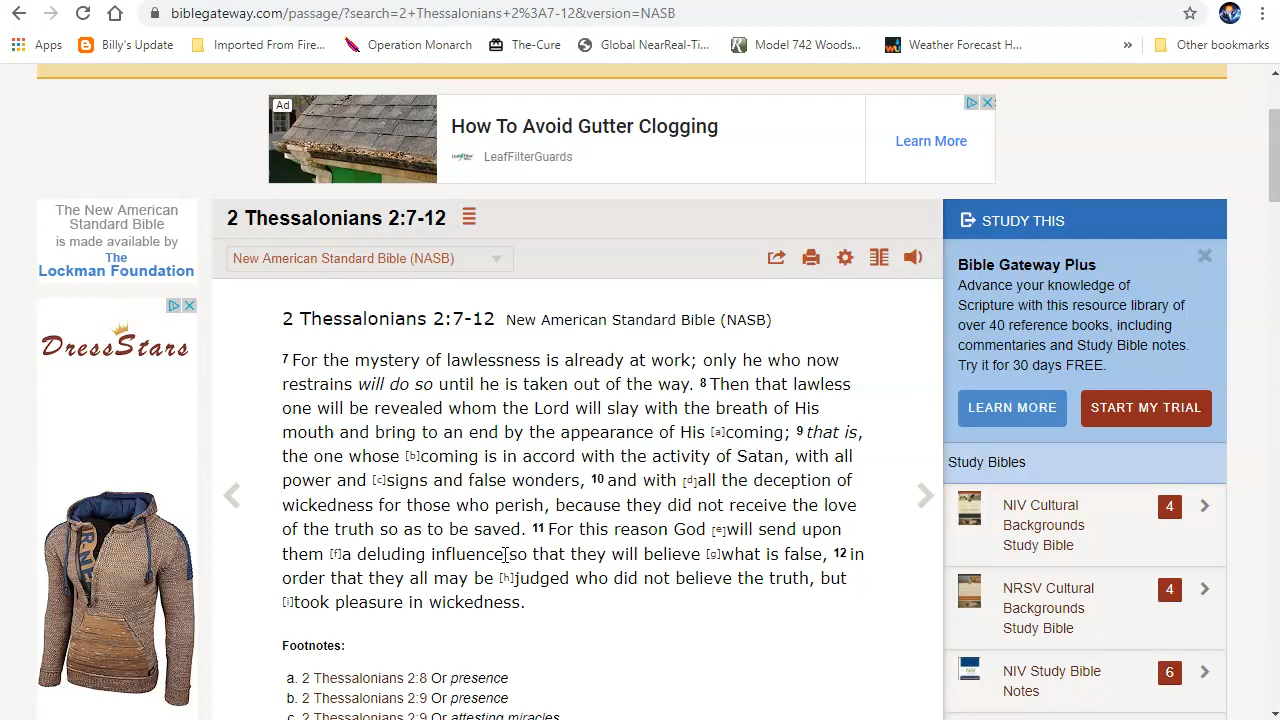 biblegateway.com/passage/?search=2+Thessalonians+2%3A7-12&version=NASB
Apps Billy's Update Imported From Fire... Operation Monarch The-Cure Global NearReal-Ti... Motel 742 Woods... Weather Forecast H... » Other bookmarks
Ad
How To Avoid Gutter Clogging
LeafFilterGuards
Learn More
The New American
Standard Bible
is made available by
The
Lockman Foundation
DRESSSTARS
2 Thessalonians 2:7-12
New American Standard Bible (NASB)
2 Thessalonians 2:7-12 New American Standard Bible (NASB)
7 For the mystery of lawlessness is already at work; only he who now
restrains will do so until he is taken out of the way. 8 Then that lawless
one will be revealed whom the Lord will slay with the breath of His
mouth and bring to an end by the appearance of His [a]coming; 9 that is,
the one whose [b]coming is in accord with the activity of Satan, with all
power and [c]signs and false wonders, 10 and with [d]all the deception of
wickedness for those who perish, because they did not receive the love
of the truth so as to be saved. 11 For this reason God [e]will send upon
them [f]a deluding influence so that they will believe [g]what is false, 12 in
order that they all may be [h]judged who did not believe the truth, but
[i]took pleasure in wickedness.
Footnotes:
a. 2 Thessalonians 2:8 Or presence
b. 2 Thessalonians 2:9 Or presence
c. 2 Thessalonians 2:9 Or attesting miracles
STUDY THIS
Bible Gateway Plus
Advance your knowledge of
Scripture with this resource library of
over 40 reference books, including
commentaries and Study Bible notes.
Try it for 30 days FREE.
LEARN MORE START MY TRIAL
Study Bibles
NIV Cultural
Backgrounds
Study Bible
4
NRSV Cultural
Backgrounds
Study Bible
4
NIV Study Bible
Notes
6